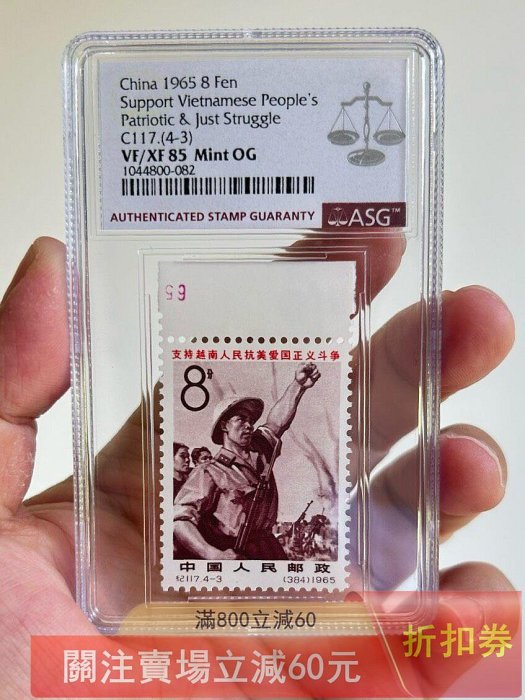 China 1965 8 Fen
Support Vietnamese People's
Patriotic & Just Struggle
C117.(4-3)
VF/XF 85 Mint OG
1044800-082
AUTHENTICATED STAMP GUARANTY ASG™
69
支持越南人民抗美爱国正义斗争
8分
中国人民邮政
纪117.4-3 (384)1965
滿800立減60
折扣券
關注賣場立減60元